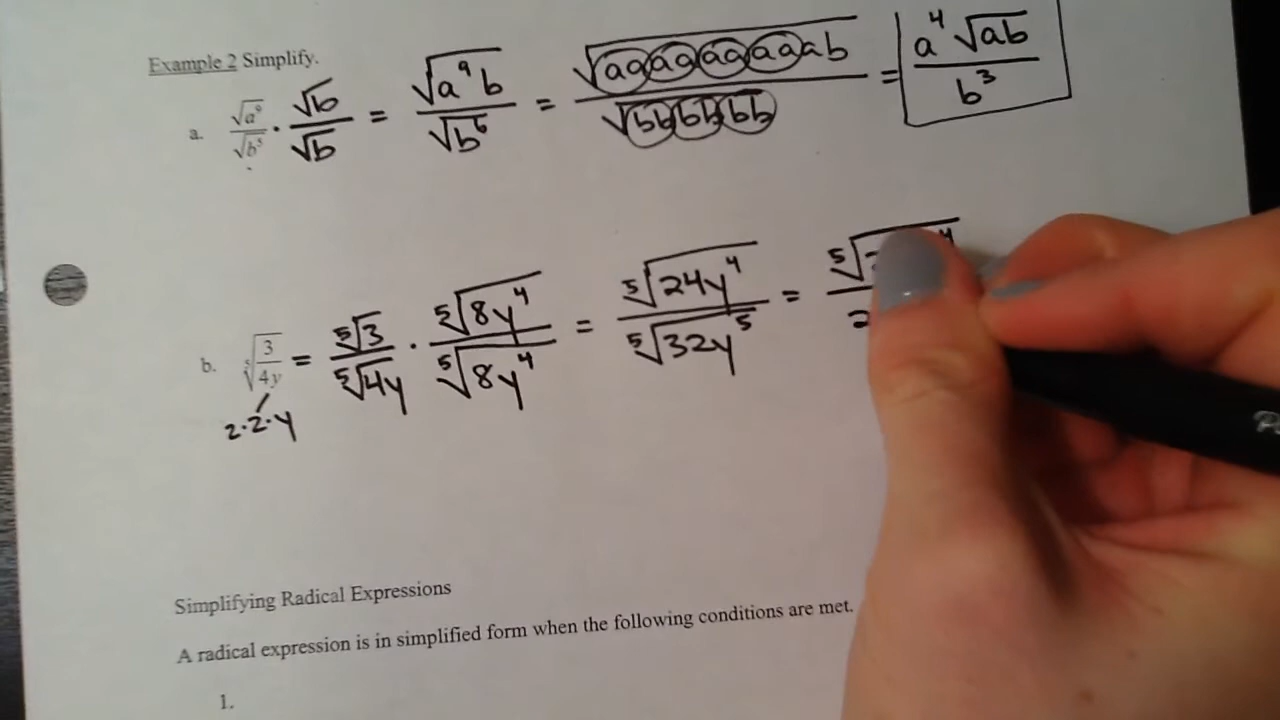 Example 2 Simplify.
a. √a⁹/√b⁵ · √b/√b = √(a⁹b)/√b⁶ = √(aaaaaaaaab)/√(bbbbbb) = a⁴√(ab)/b³
b. ⁵√(3/4y) = ⁵√3/⁵√(4y) · ⁵√(8y⁴)/⁵√(8y⁴) = ⁵√(24y⁴)/⁵√(32y⁵) =
2·2·y
Simplifying Radical Expressions
A radical expression is in simplified form when the following conditions are met.
1.